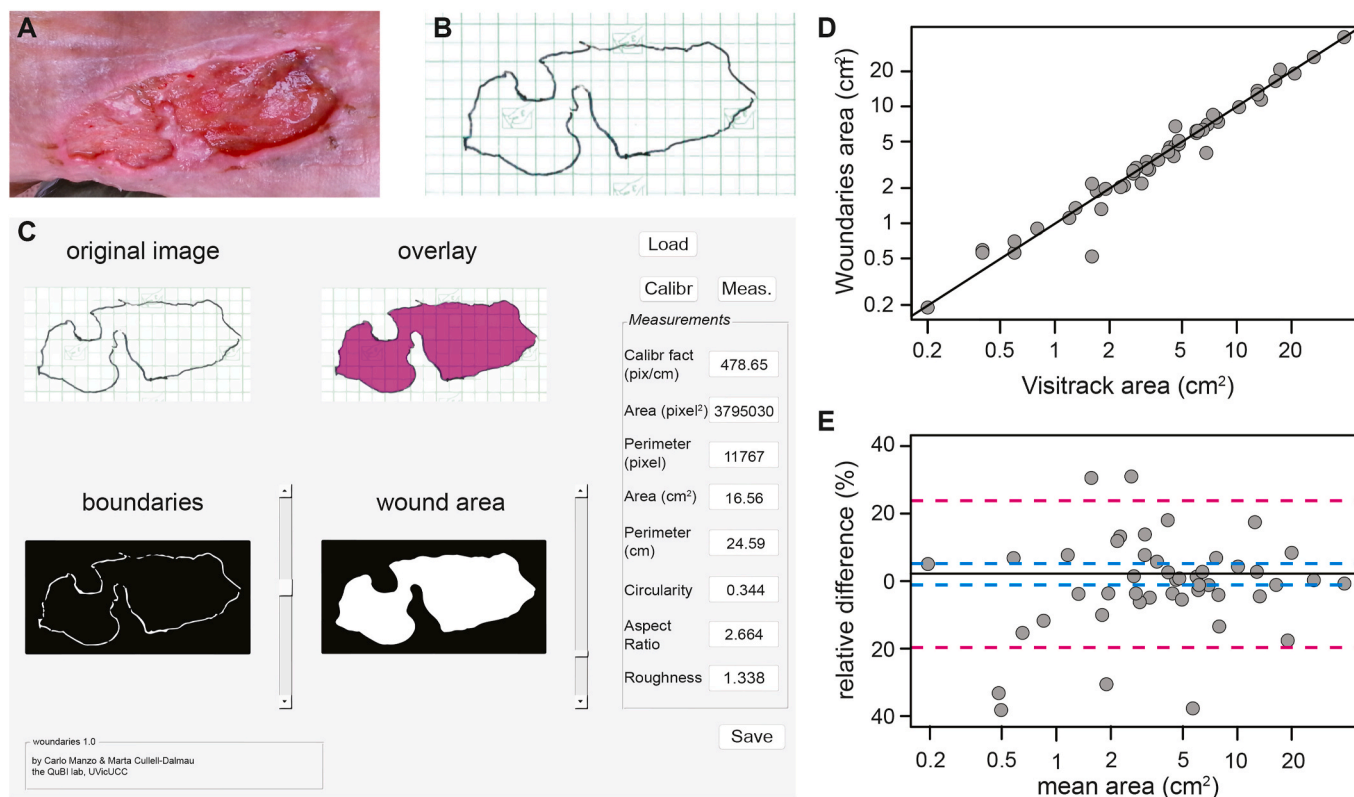 A
B
C
original image
overlay
boundaries
wound area
Load
Calibr
Meas.
Measurements
Calibr fact
(pix/cm)
478.65
Area (pixel²)
3795030
Perimeter
(pixel)
11767
Area (cm²)
16.56
Perimeter
(cm)
24.59
Circularity
0.344
Aspect
Ratio
2.664
Roughness
1.338
Save
woundaries 1.0
by Carlo Manzo & Marta Cullell-Dalmau
the QuBI lab, UVicUCC
D
Woundaries area (cm²)
20
10
5
2
1
0.5
0.2
0.2 0.5 1 2 5 10 20
Visitrack area (cm²)
E
relative difference (%)
40
20
0
20
40
0.2 0.5 1 2 5 10 20
mean area (cm²)